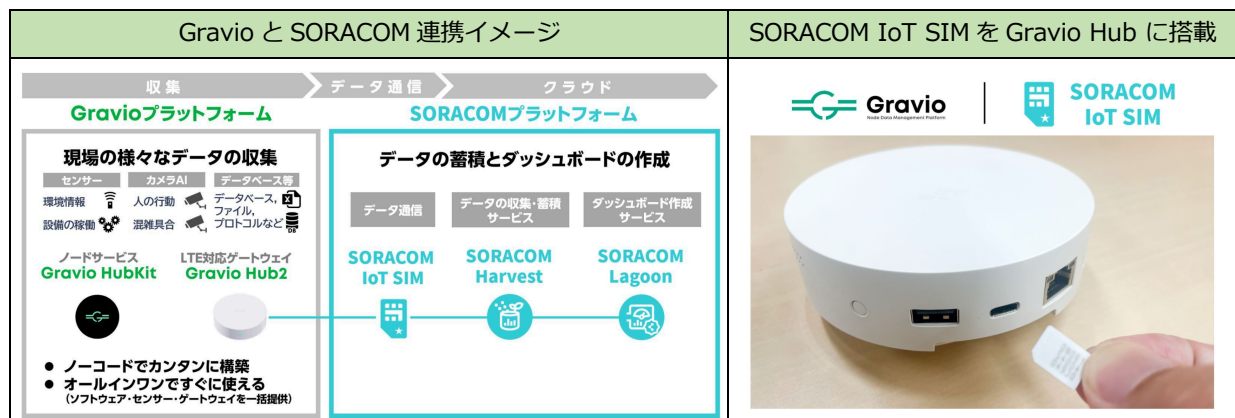 Gravio と SORACOM 連携イメージ
SORACOM IoT SIM を Gravio Hub に搭載
収集
データ通信
クラウド
Gravioプラットフォーム
SORACOMプラットフォーム
現場の様々なデータの収集
センサー
カメラAI
データベース等
環境情報
人の行動
データベース,
ファイル,
プロトコルなど
設備の稼働
混雑具合
DB
ノードサービス
Gravio HubKit
LTE対応ゲートウェイ
Gravio Hub2
● ノーコードでカンタンに構築
● オールインワンですぐに使える
(ソフトウェア・センサー・ゲートウェイを一括提供)
データの蓄積とダッシュボードの作成
データ通信
データの収集・蓄積
サービス
ダッシュボード作成
サービス
SORACOM
IoT SIM
SORACOM
Harvest
SORACOM
Lagoon
Gravio
Node Data Management Platform
SORACOM
IoT SIM